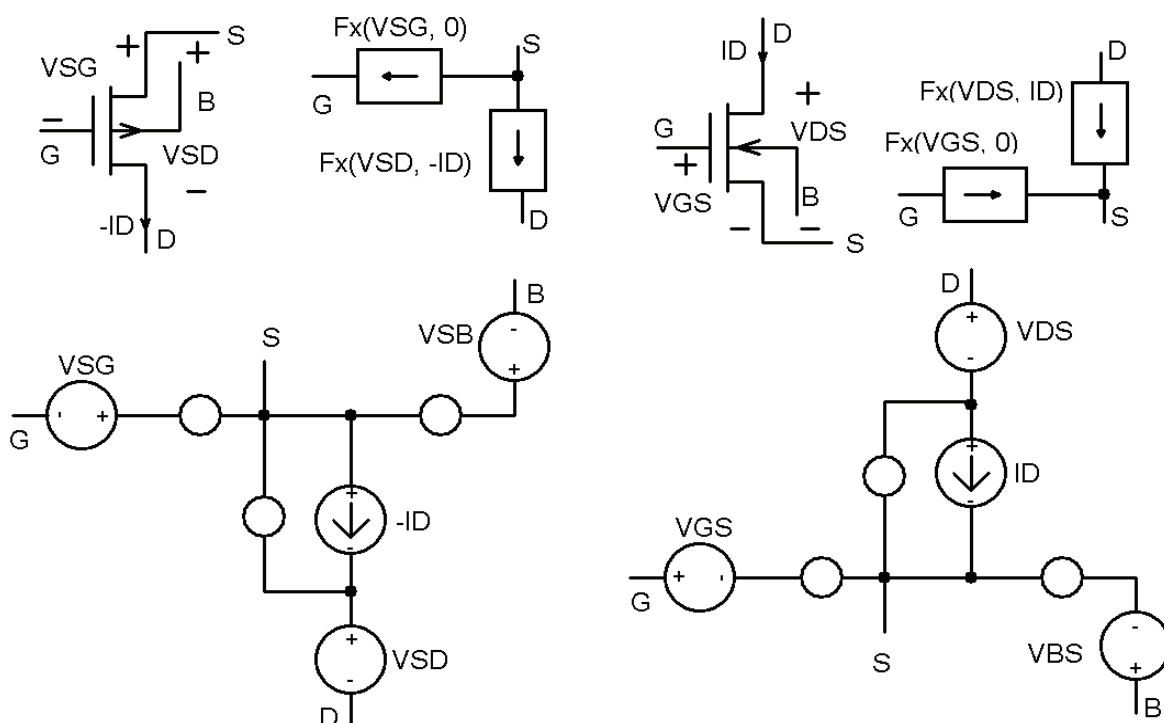 +
S
+
VSG
B
-
G
VSD
-
-ID
D
Fx(VSG, 0)
S
G
Fx(VSD, -ID)
D
D
ID
+
G
VDS
+
VGS
B
-
-
S
D
Fx(VDS, ID)
Fx(VGS, 0)
G
S
B
VSB
-
+
S
VSG
-
+
G
+
-ID
-
+
VSD
-
D
D
+
VDS
-
+
ID
-
VGS
+
-
G
S
-
VBS
+
B